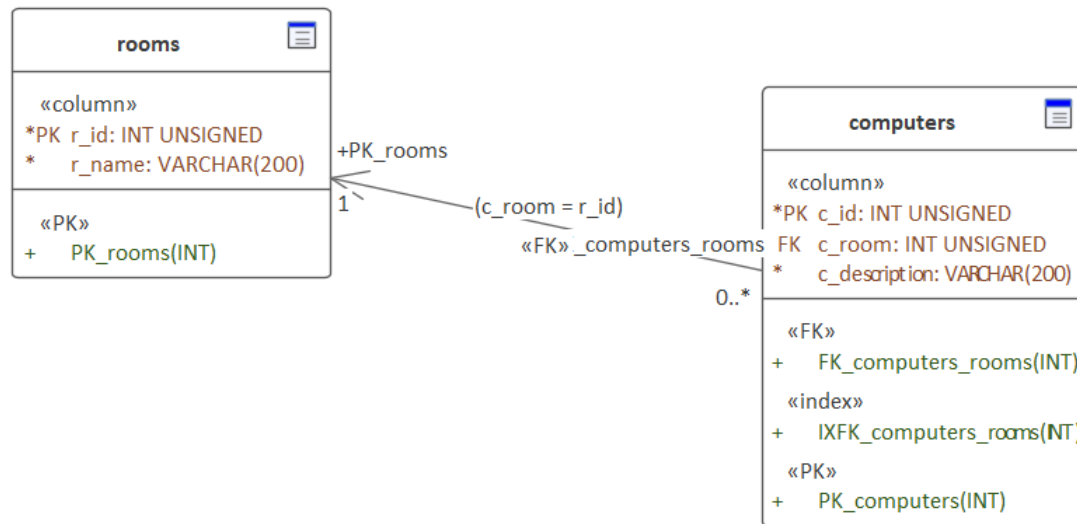 rooms
«column»
*PK r_id: INT UNSIGNED
* r_name: VARCHAR(200)
«PK»
+ PK_rooms(INT)
+PK_rooms
1
(c_room = r_id)
«FK» _computers_rooms
0..*
computers
«column»
*PK c_id: INT UNSIGNED
FK c_room: INT UNSIGNED
* c_description: VARCHAR(200)
«FK»
+ FK_computers_rooms(INT)
«index»
+ IXFK_computers_rooms(INT)
«PK»
+ PK_computers(INT)